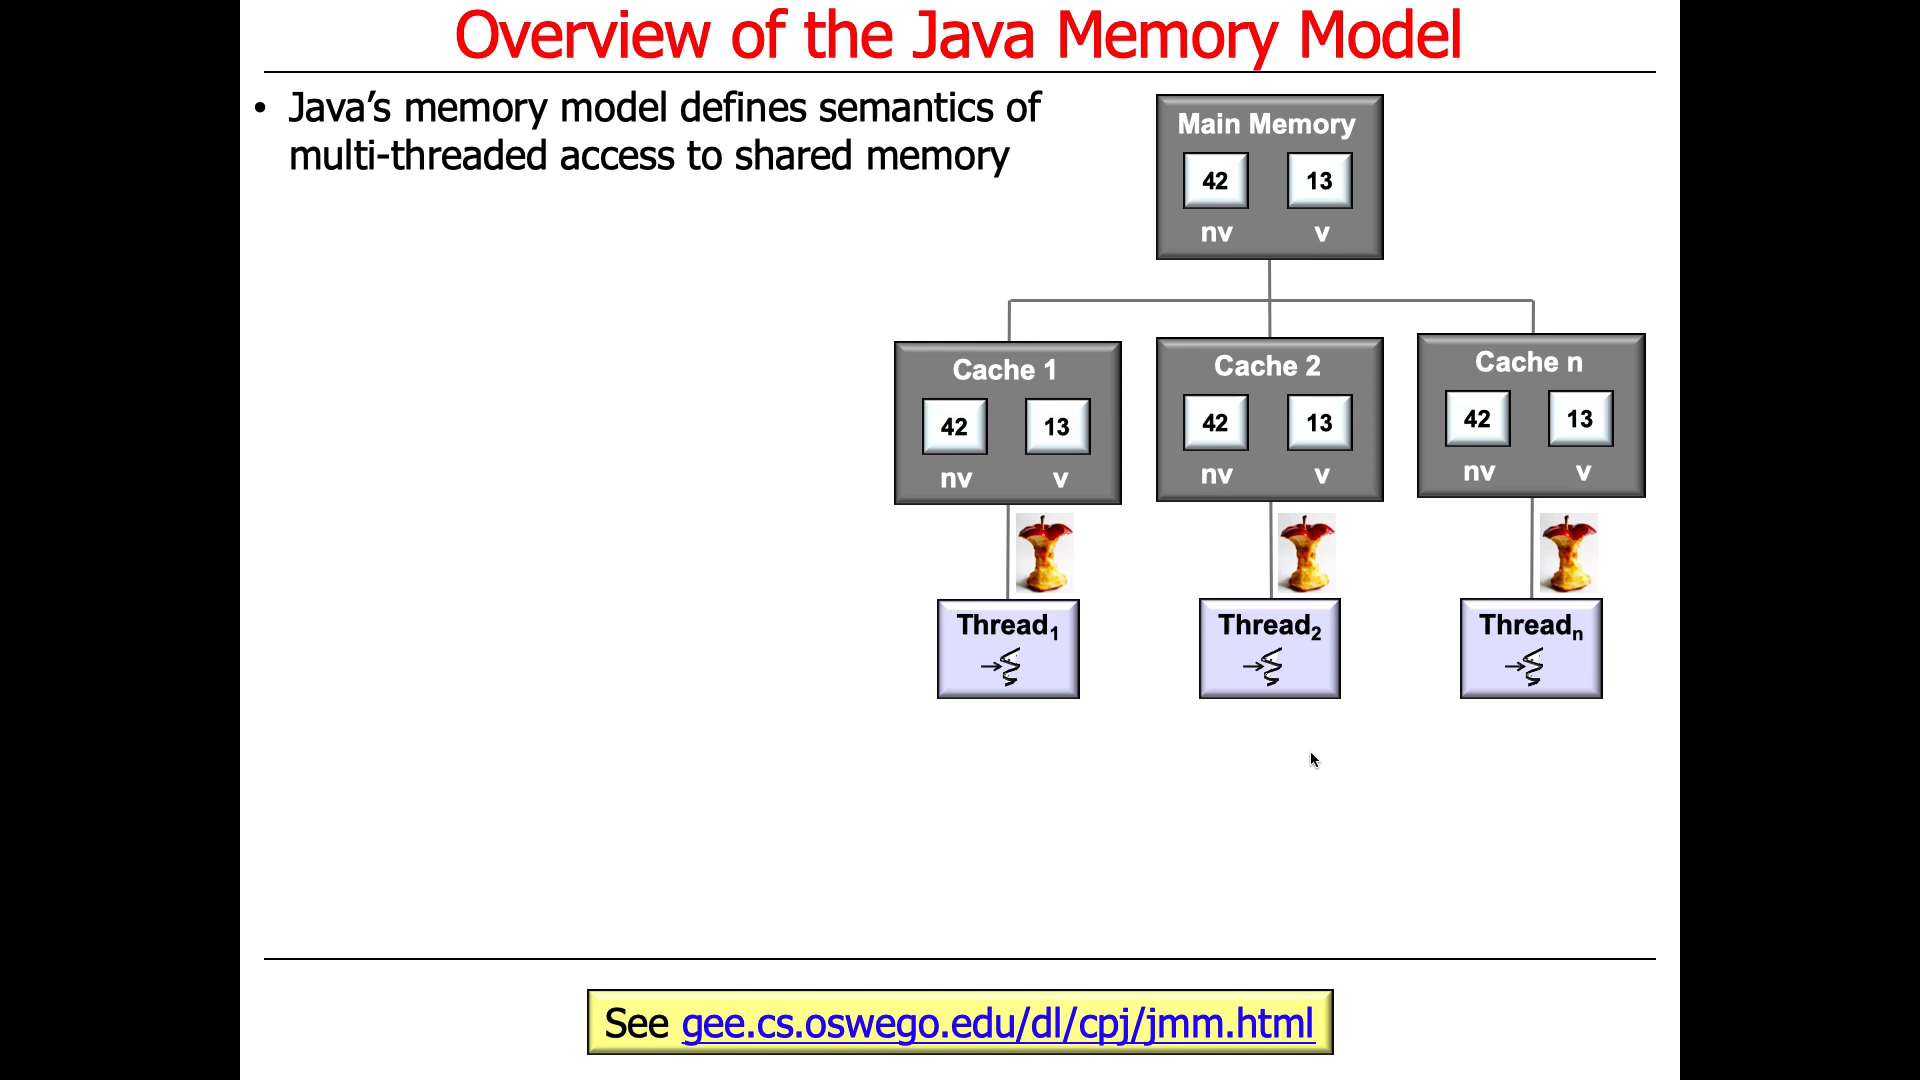 Overview of the Java Memory Model
• Java’s memory model defines semantics of
multi-threaded access to shared memory
Main Memory
42 13
nv v
Cache 1
42 13
nv v
Cache 2
42 13
nv v
Cache n
42 13
nv v
Thread1
Thread2
Threadn
See gee.cs.oswego.edu/dl/cpj/jmm.html